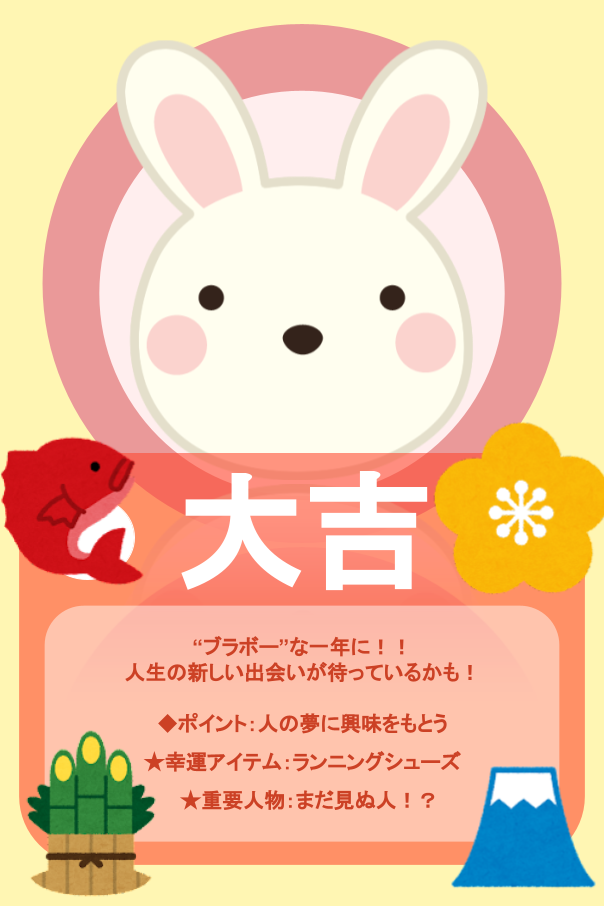 大吉
“ブラボー”な一年に！！
人生の新しい出会いが待っているかも！
◆ポイント：人の夢に興味をもとう
★幸運アイテム：ランニングシューズ
★重要人物：まだ見ぬ人！？